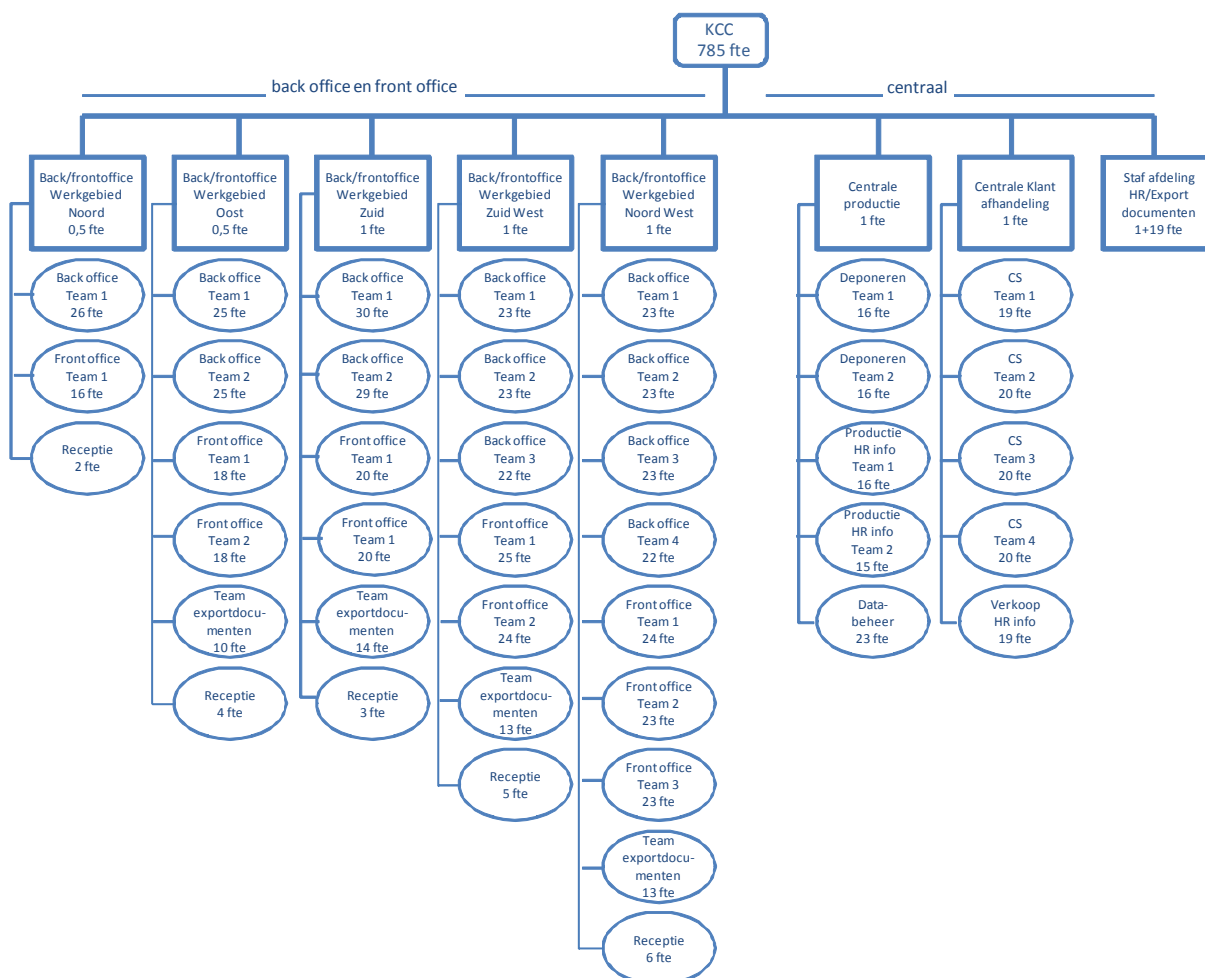 KCC
785 fte
back office en front office
centraal
Back/frontoffice
Werkgebied
Noord
0,5 fte
Back office
Team 1
26 fte
Front office
Team 1
16 fte
Receptie
2 fte
Back/frontoffice
Werkgebied
Oost
0,5 fte
Back office
Team 1
25 fte
Back office
Team 2
25 fte
Front office
Team 1
18 fte
Front office
Team 2
18 fte
Team
exportdocu-
menten
10 fte
Receptie
4 fte
Back/frontoffice
Werkgebied
Zuid
1 fte
Back office
Team 1
30 fte
Back office
Team 2
29 fte
Front office
Team 1
20 fte
Front office
Team 1
20 fte
Team
exportdocu-
menten
14 fte
Receptie
3 fte
Back/frontoffice
Werkgebied
Zuid West
1 fte
Back office
Team 1
23 fte
Back office
Team 2
23 fte
Back office
Team 3
22 fte
Front office
Team 1
25 fte
Front office
Team 2
24 fte
Team
exportdocu-
menten
13 fte
Receptie
5 fte
Back/frontoffice
Werkgebied
Noord West
1 fte
Back office
Team 1
23 fte
Back office
Team 2
23 fte
Back office
Team 3
23 fte
Back office
Team 4
22 fte
Front office
Team 1
24 fte
Front office
Team 2
23 fte
Front office
Team 3
23 fte
Team
exportdocu-
menten
13 fte
Receptie
6 fte
Centrale
productie
1 fte
Deponeren
Team 1
16 fte
Deponeren
Team 2
16 fte
Productie
HR info
Team 1
16 fte
Productie
HR info
Team 2
15 fte
Data-
beheer
23 fte
Centrale Klant
afhandeling
1 fte
CS
Team 1
19 fte
CS
Team 2
20 fte
CS
Team 3
20 fte
CS
Team 4
20 fte
Verkoop
HR info
19 fte
Staf afdeling
HR/Export
documenten
1+19 fte